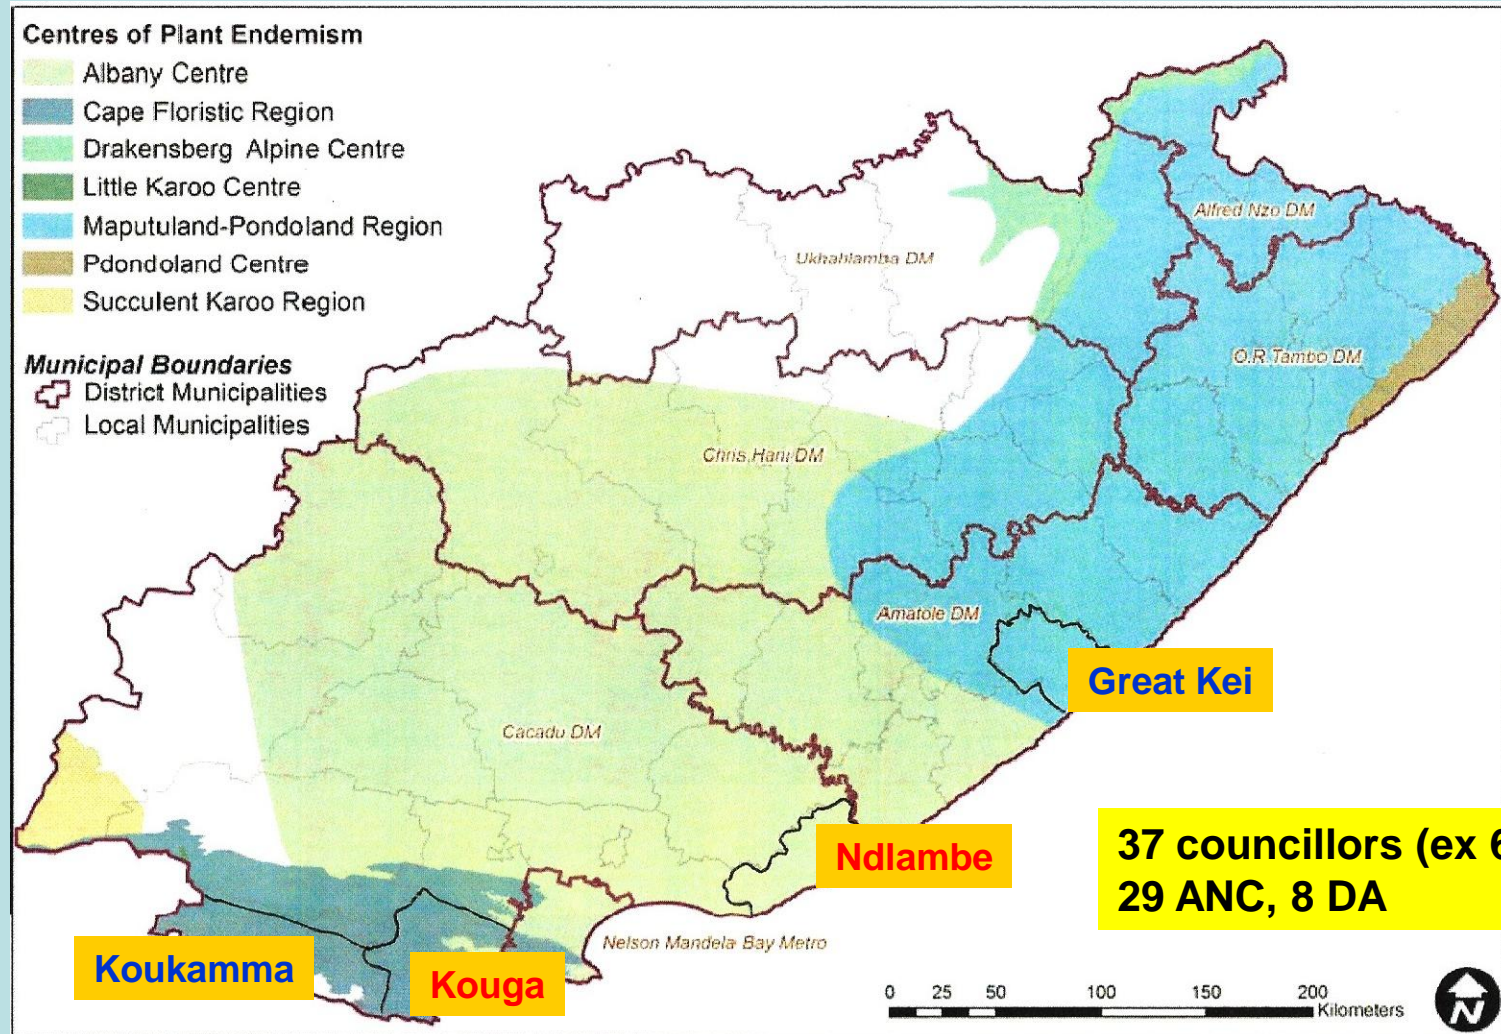 Centres of Plant Endemism
Albany Centre
Cape Floristic Region
Drakensberg Alpine Centre
Little Karoo Centre
Maputuland-Pondoland Region
Pdondoland Centre
Succulent Karoo Region
Municipal Boundaries
District Municipalities
Local Municipalities
Alfred Nzo DM
Ukhahlamba DM
O.R.Tambo DM
Chris Hani DM
Amatole DM
Great Kei
Cacadu DM
Ndlambe
37 councillors (ex 6
29 ANC, 8 DA
Nelson Mandela Bay Metro
Koukamma
Kouga
0 25 50 100 150 200
Kilometers
N